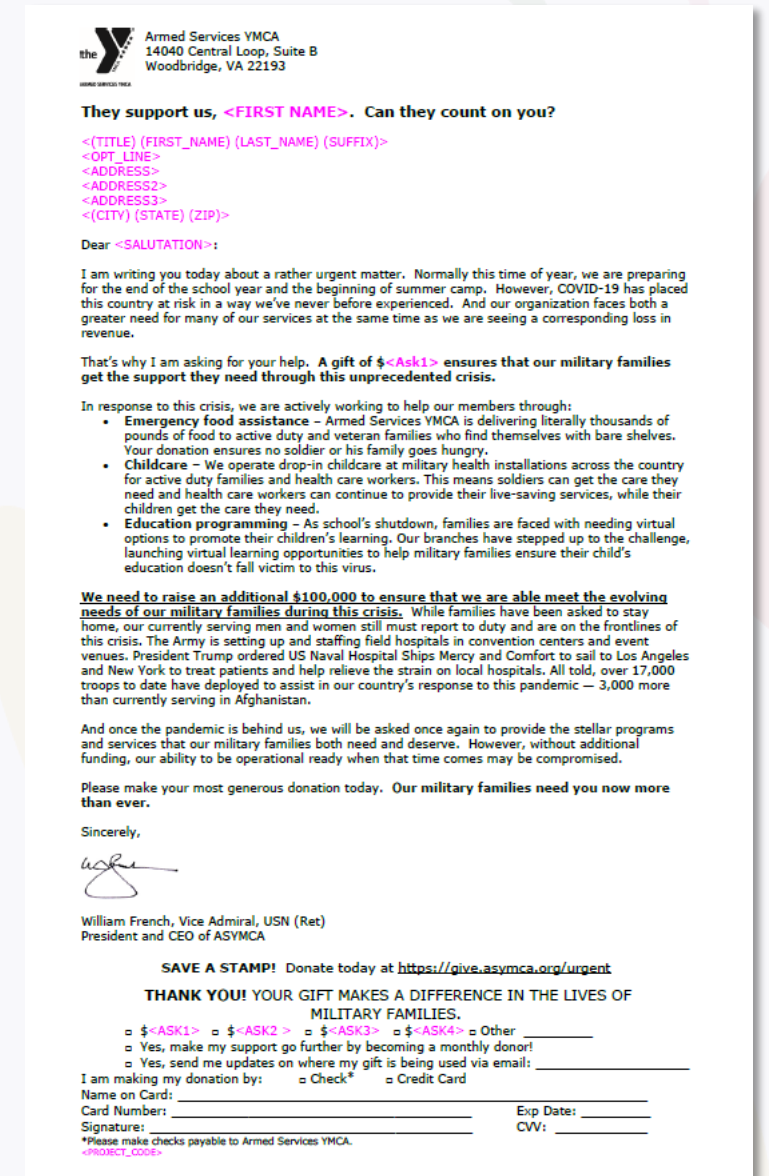 the
YMCA
ARMED SERVICES YMCA
Armed Services YMCA
14040 Central Loop, Suite B
Woodbridge, VA 22193
They support us, <FIRST NAME>. Can they count on you?
<(TITLE) (FIRST_NAME) (LAST_NAME) (SUFFIX)>
<OPT_LINE>
<ADDRESS>
<ADDRESS2>
<ADDRESS3>
<(CITY) (STATE) (ZIP)>
Dear <SALUTATION>:
I am writing you today about a rather urgent matter. Normally this time of year, we are preparing
for the end of the school year and the beginning of summer camp. However, COVID-19 has placed
this country at risk in a way we've never before experienced. And our organization faces both a
greater need for many of our services at the same time as we are seeing a corresponding loss in
revenue.
That's why I am asking for your help. A gift of $<Ask1> ensures that our military families
get the support they need through this unprecedented crisis.
In response to this crisis, we are actively working to help our members through:
• Emergency food assistance – Armed Services YMCA is delivering literally thousands of
pounds of food to active duty and veteran families who find themselves with bare shelves.
Your donation ensures no soldier or his family goes hungry.
• Childcare – We operate drop-in childcare at military health installations across the country
for active duty families and health care workers. This means soldiers can get the care they
need and health care workers can continue to provide their live-saving services, while their
children get the care they need.
• Education programming – As school's shutdown, families are faced with needing virtual
options to promote their children's learning. Our branches have stepped up to the challenge,
launching virtual learning opportunities to help military families ensure their child's
education doesn't fall victim to this virus.
We need to raise an additional $100,000 to ensure that we are able meet the evolving
needs of our military families during this crisis. While families have been asked to stay
home, our currently serving men and women still must report to duty and are on the frontlines of
this crisis. The Army is setting up and staffing field hospitals in convention centers and event
venues. President Trump ordered US Naval Hospital Ships Mercy and Comfort to sail to Los Angeles
and New York to treat patients and help relieve the strain on local hospitals. All told, over 17,000
troops to date have deployed to assist in our country's response to this pandemic — 3,000 more
than currently serving in Afghanistan.
And once the pandemic is behind us, we will be asked once again to provide the stellar programs
and services that our military families both need and deserve. However, without additional
funding, our ability to be operational ready when that time comes may be compromised.
Please make your most generous donation today. Our military families need you now more
than ever.
Sincerely,
William French, Vice Admiral, USN (Ret)
President and CEO of ASYMCA
SAVE A STAMP! Donate today at https://give.asymca.org/urgent
THANK YOU! YOUR GIFT MAKES A DIFFERENCE IN THE LIVES OF
MILITARY FAMILIES.
▫ $<ASK1> ▫ $<ASK2 > ▫ $<ASK3> ▫ $<ASK4> ▫ Other __________
▫ Yes, make my support go further by becoming a monthly donor!
▫ Yes, send me updates on where my gift is being used via email: ______________________
I am making my donation by: ▫ Check* ▫ Credit Card
Name on Card: ______________________
Card Number: ______________________ Exp Date: __________
Signature: ______________________ CVV: __________
*Please make checks payable to Armed Services YMCA.
<PROJECT_CODE>